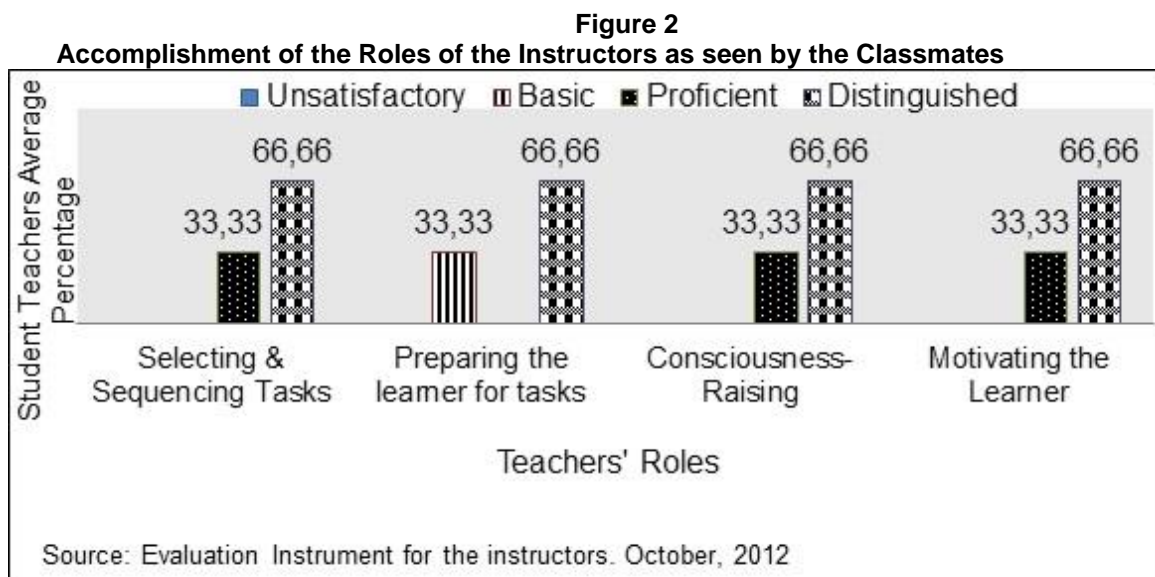 Figure 2
Accomplishment of the Roles of the Instructors as seen by the Classmates
Unsatisfactory Basic Proficient Distinguished
Student Teachers Average
Percentage
33,33 66,66 33,33 66,66 33,33 66,66 33,33 66,66
Selecting &
Sequencing Tasks
Preparing the
learner for tasks
Consciousness-
Raising
Motivating the
Learner
Teachers' Roles
Source: Evaluation Instrument for the instructors. October, 2012